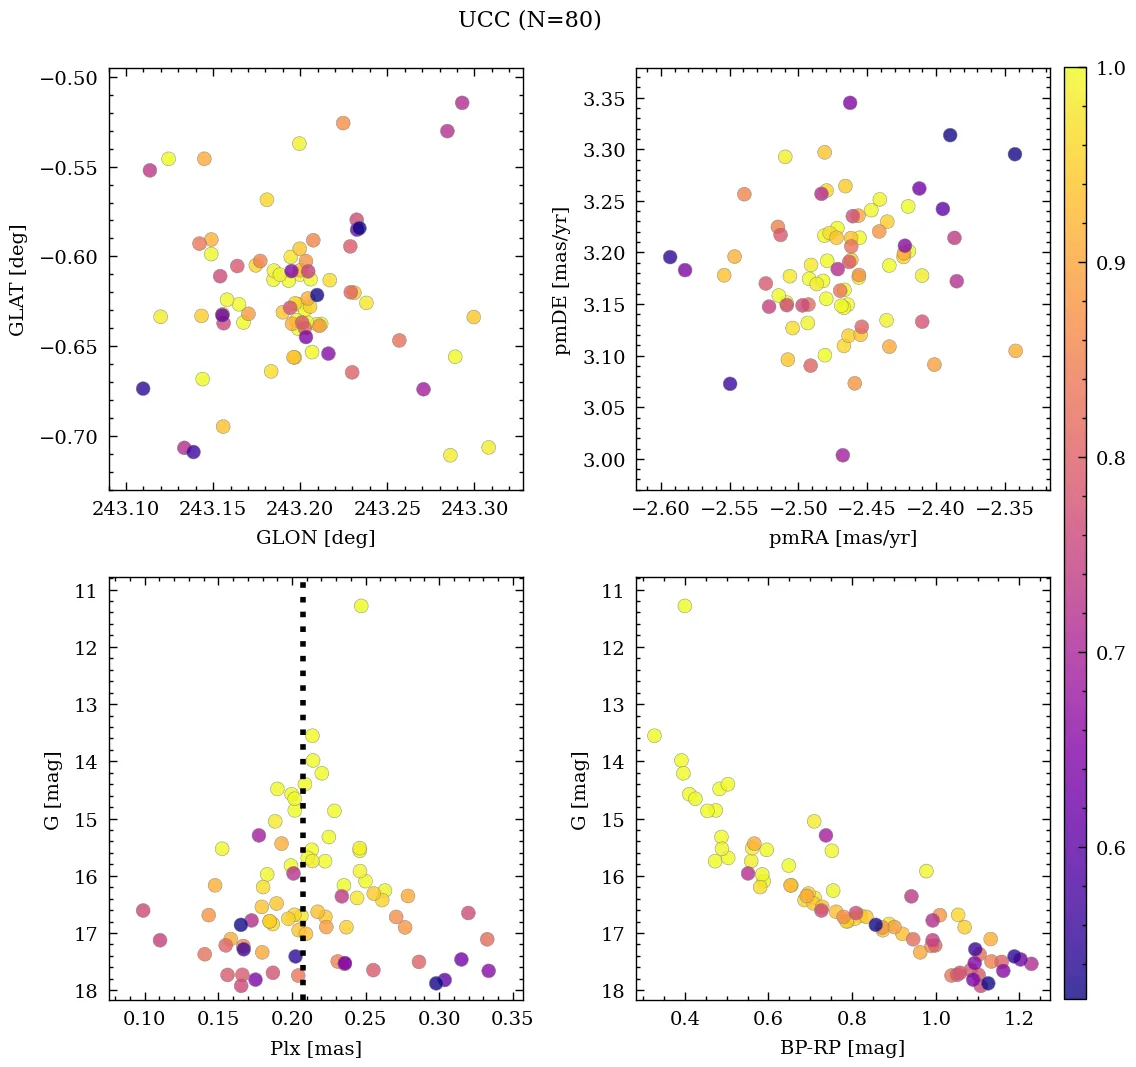 UCC (N=80)
−0.50
−0.55
−0.60
−0.65
−0.70
GLAT [deg]
243.10 243.15 243.20 243.25 243.30
GLON [deg]
3.35
3.30
3.25
3.20
3.15
3.10
3.05
3.00
pmDE [mas/yr]
−2.60 −2.55 −2.50 −2.45 −2.40 −2.35
pmRA [mas/yr]
1.0
0.9
0.8
0.7
0.6
11
12
13
14
15
16
17
18
G [mag]
0.10 0.15 0.20 0.25 0.30 0.35
Plx [mas]
11
12
13
14
15
16
17
18
G [mag]
0.4 0.6 0.8 1.0 1.2
BP-RP [mag]